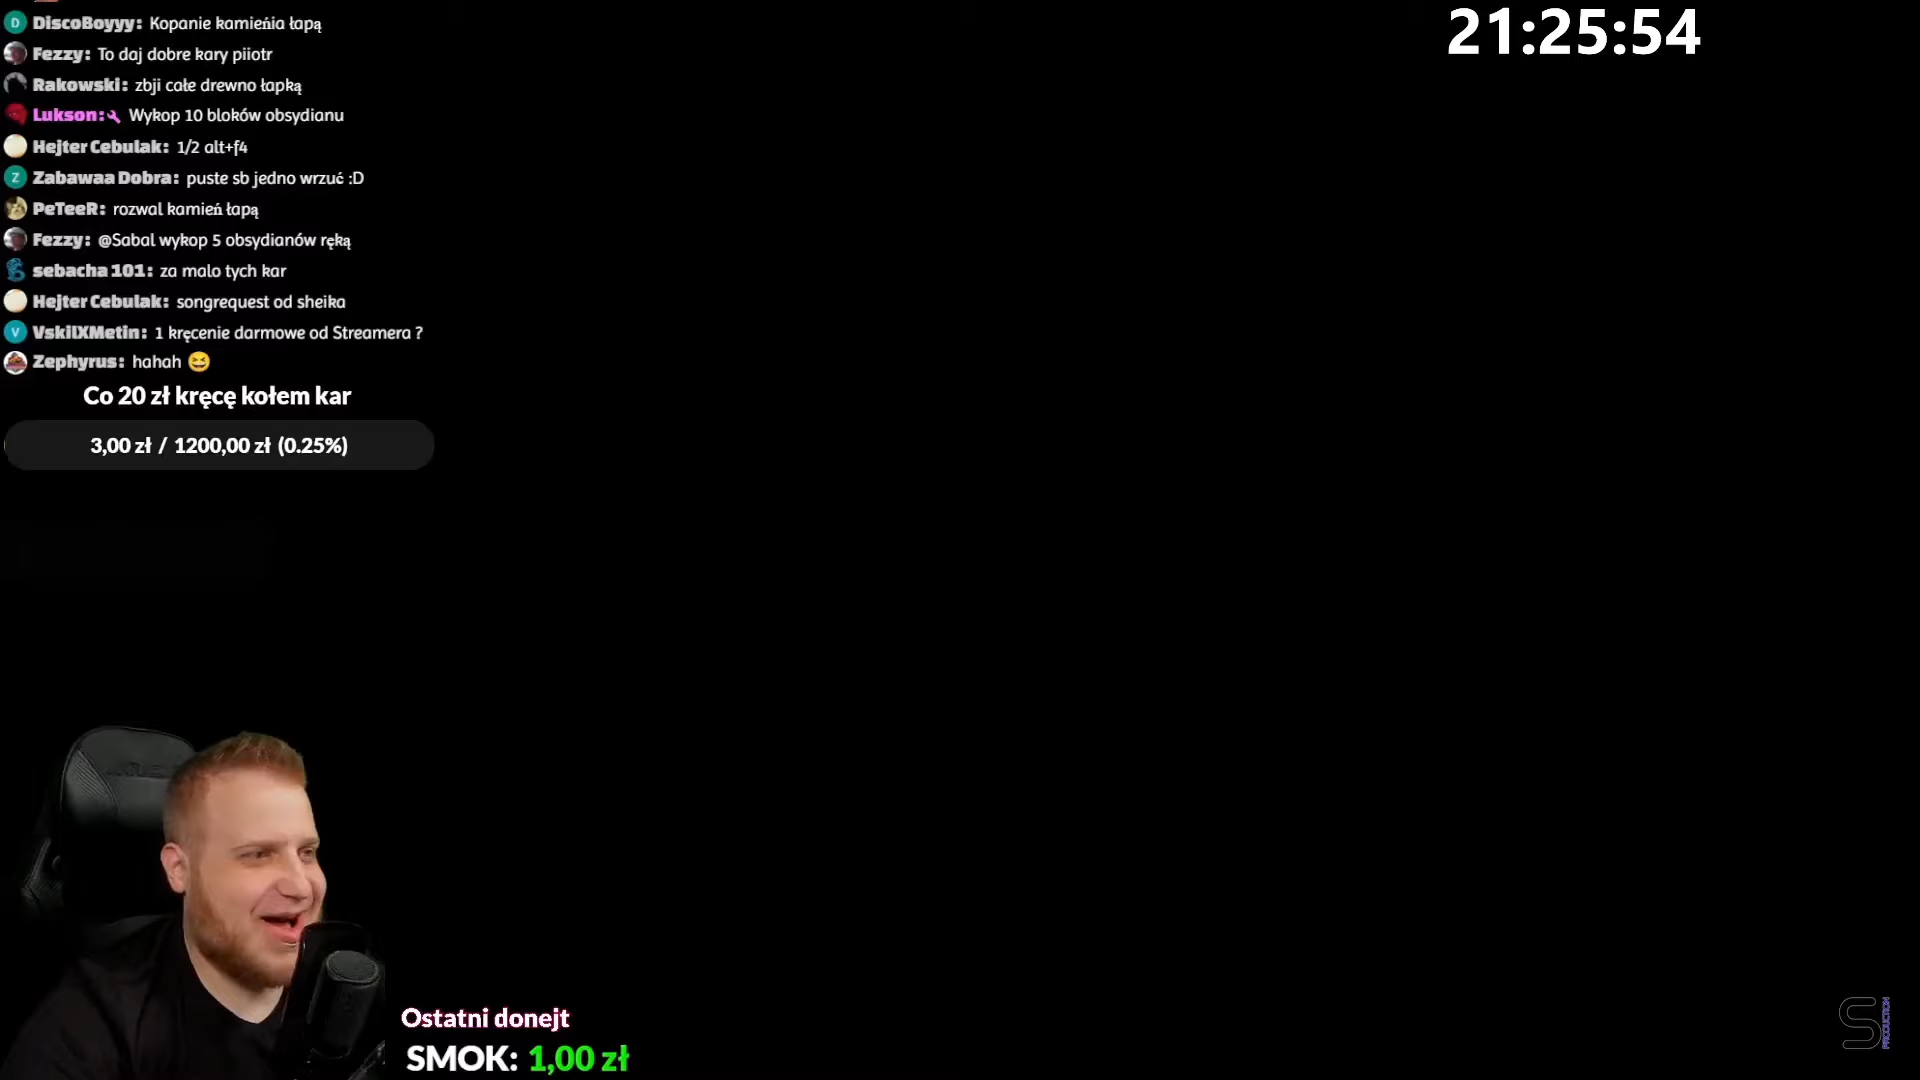 DiscoBoyyy: Kopanie kamieńia łapą
21:25:54
Fezzy: To daj dobre kary piiotr
Rakowski: zbji całe drewno łapką
Lukson: Wykop 10 bloków obsydianu
Hejter Cebulak: 1/2 alt+f4
Z Zabawaa Dobra: puste sb jedno wrzuć :D
PeTeeR: rozwal kamień łapą
Fezzy: @Sabal wykop 5 obsydianów ręką
sebacha 101: za malo tych kar
Hejter Cebulak: songrequest od sheika
V VskilXMetin: 1 kręcenie darmowe od Streamera ?
Zephyrus: hahah 😆
Co 20 zł kręcę kołem kar
3,00 zł / 1200,00 zł (0.25%)
Ostatni donejt
SMOK: 1,00 zł
S PRODUCTION